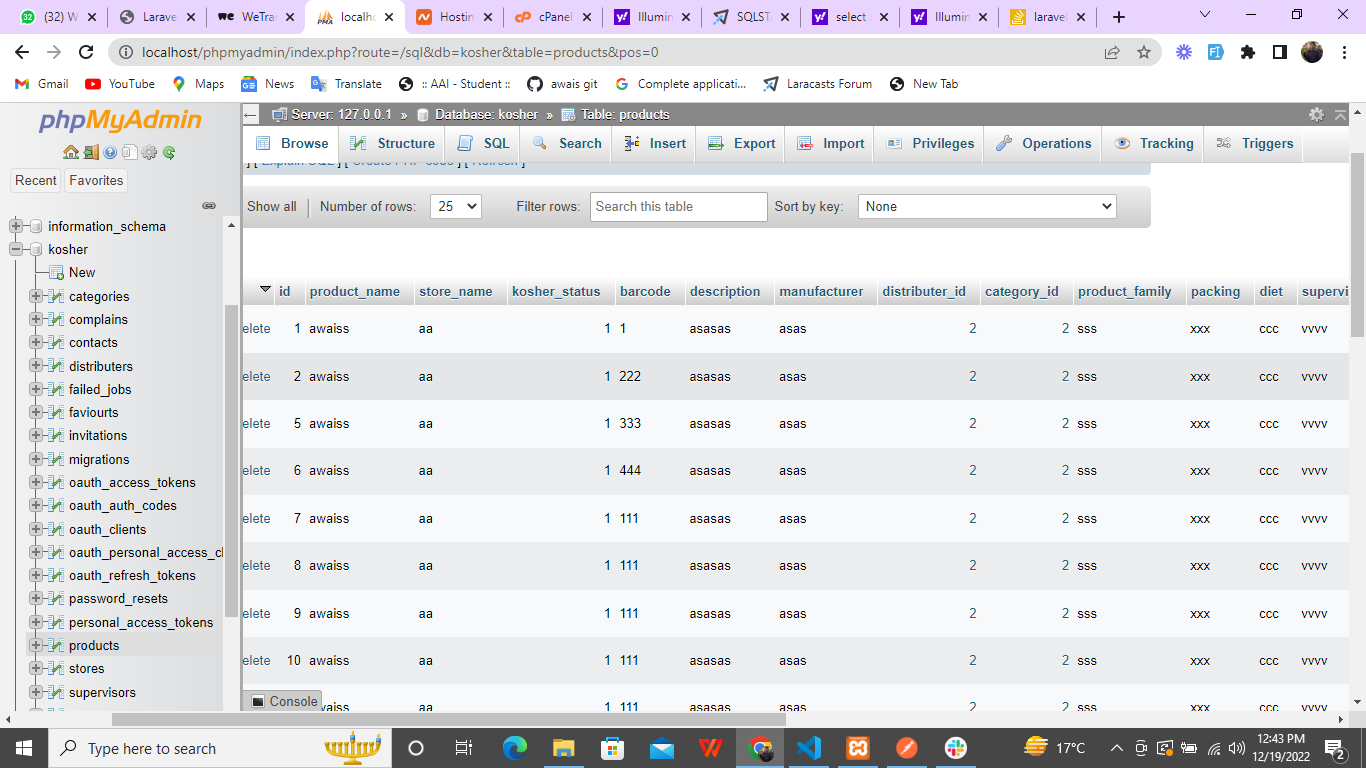 (32) W
Laravel
WeTra
localho
Hostin
cPanel
Illumin
SQLSTA
select
Illumin
laravel
localhost/phpmyadmin/index.php?route=/sql&db=kosher&table=products&pos=0
Gmail YouTube Maps News Translate :: AAI - Student :: awais git Complete applicati... Laracasts Forum New Tab
phpMyAdmin
Recent Favorites
information_schema
kosher
New
categories
complains
contacts
distributers
failed_jobs
faviourts
invitations
migrations
oauth_access_tokens
oauth_auth_codes
oauth_clients
oauth_personal_access_cl
oauth_refresh_tokens
password_resets
personal_access_tokens
products
stores
supervisors
Server: 127.0.0.1 » Database: kosher » Table: products
Browse Structure SQL Search Insert Export Import Privileges Operations Tracking Triggers
] [ Explain SQL ] [ Create PHP code ] [ Refresh ]
Show all Number of rows: 25 Filter rows: Search this table Sort by key: None
id product_name store_name kosher_status barcode description manufacturer distributer_id category_id product_family packing diet supervi
elete 1 awaiss aa 1 1 asasas asas 2 2 sss xxx ccc vvvv
elete 2 awaiss aa 1 222 asasas asas 2 2 sss xxx ccc vvvv
elete 5 awaiss aa 1 333 asasas asas 2 2 sss xxx ccc vvvv
elete 6 awaiss aa 1 444 asasas asas 2 2 sss xxx ccc vvvv
elete 7 awaiss aa 1 111 asasas asas 2 2 sss xxx ccc vvvv
elete 8 awaiss aa 1 111 asasas asas 2 2 sss xxx ccc vvvv
elete 9 awaiss aa 1 111 asasas asas 2 2 sss xxx ccc vvvv
elete 10 awaiss aa 1 111 asasas asas 2 2 sss xxx ccc vvvv
vaiss aa 1 111 asasas asas 2 2 sss xxx ccc vvvv
Console
Type here to search
17°C
12:43 PM
12/19/2022
2